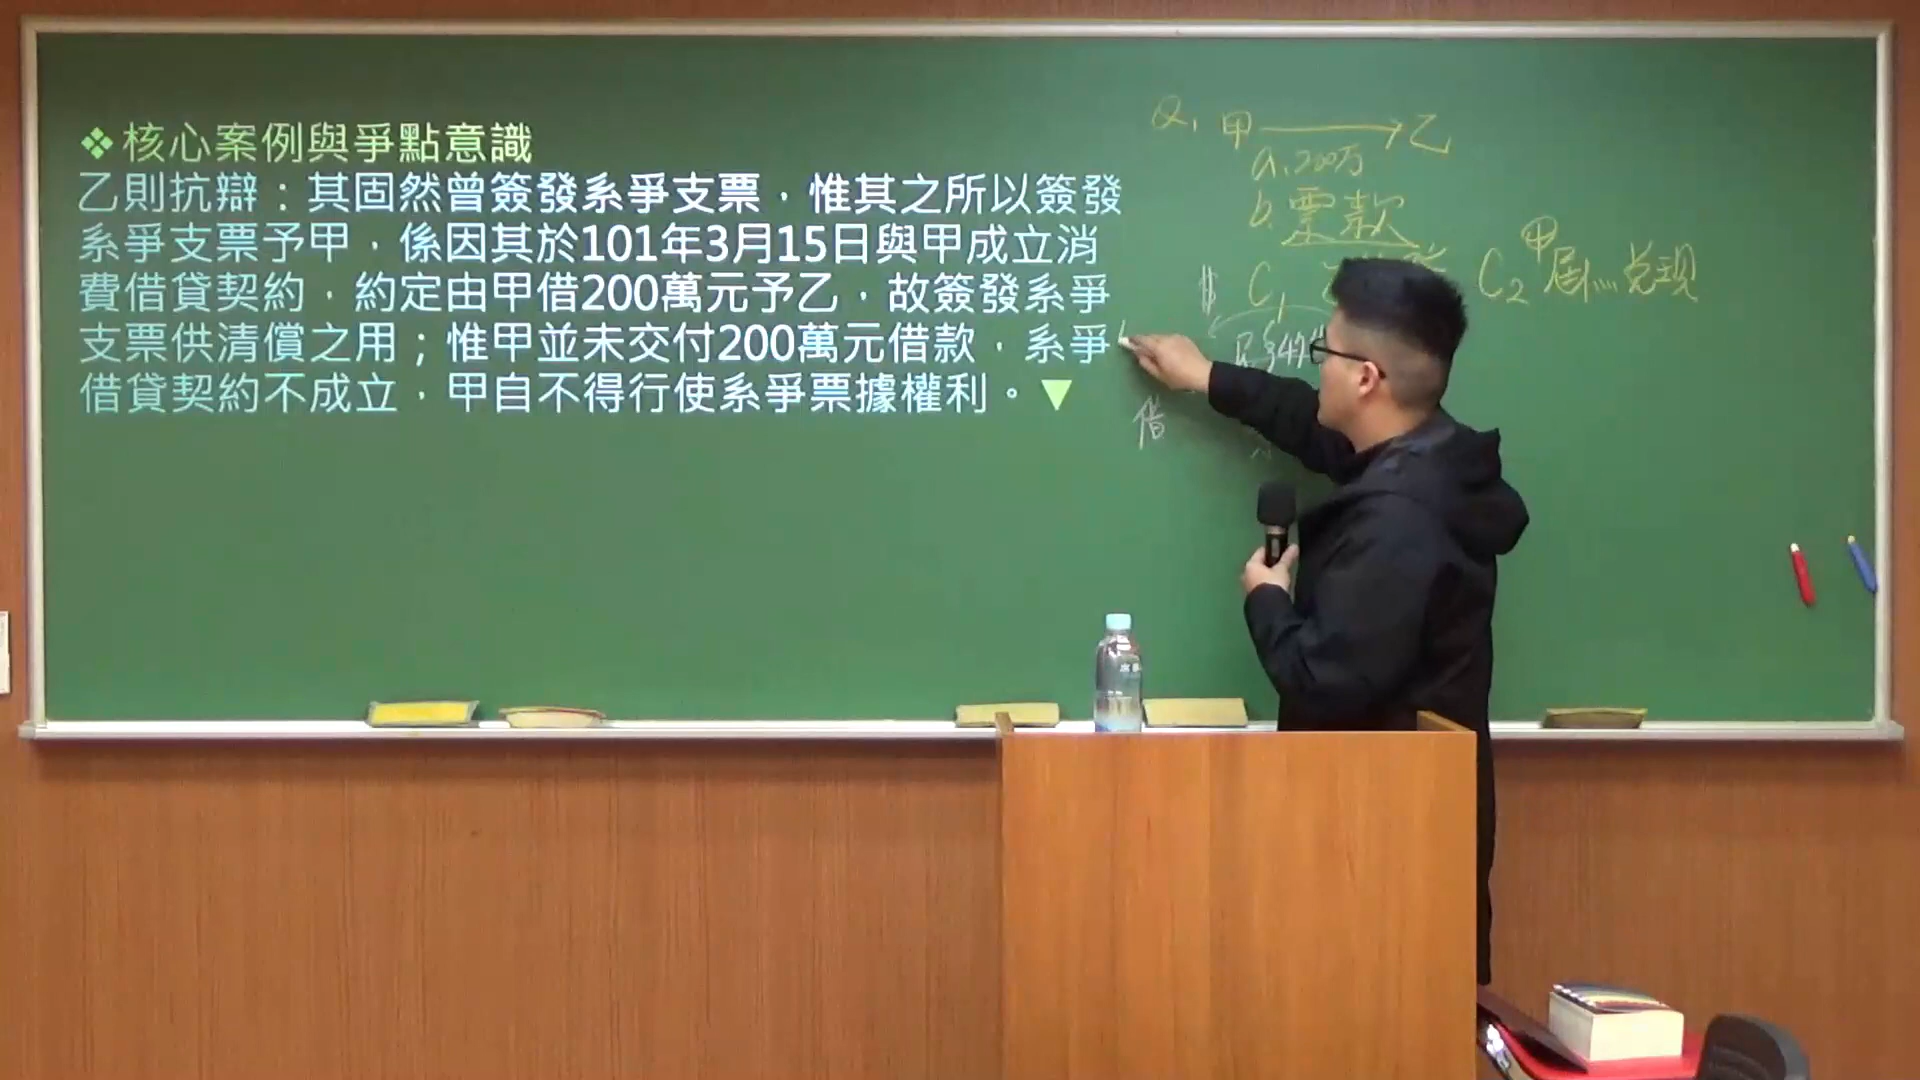 ❖核心案例與爭點意識
乙則抗辯：其固然曾簽發系爭支票，惟其之所以簽發
系爭支票予甲，係因其於101年3月15日與甲成立消
費借貸契約，約定由甲借200萬元予乙，故簽發系爭
支票供清償之用；惟甲並未交付200萬元借款，系爭
借貸契約不成立，甲自不得行使系爭票據權利。▼
Q1 甲→乙
a.200万
b.票款
C1
C2 甲屆期兑现
借